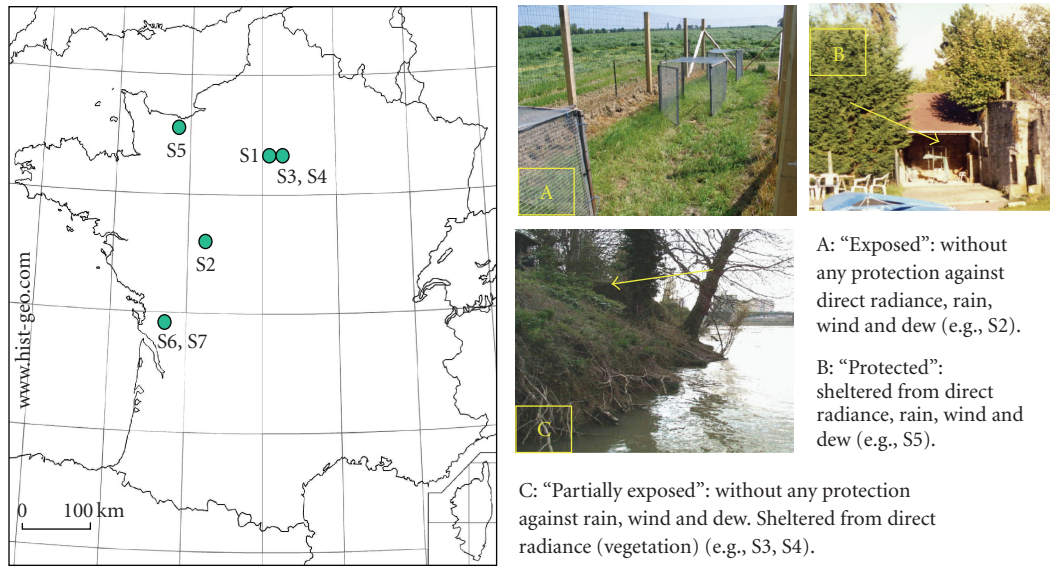 www.hist-geo.com
S5
S1
S3, S4
S2
S6, S7
0 100 km
A
B
C
A: “Exposed”: without
any protection against
direct radiance, rain,
wind and dew (e.g., S2).
B: “Protected”:
sheltered from direct
radiance, rain, wind and
dew (e.g., S5).
C: “Partially exposed”: without any protection
against rain, wind and dew. Sheltered from direct
radiance (vegetation) (e.g., S3, S4).